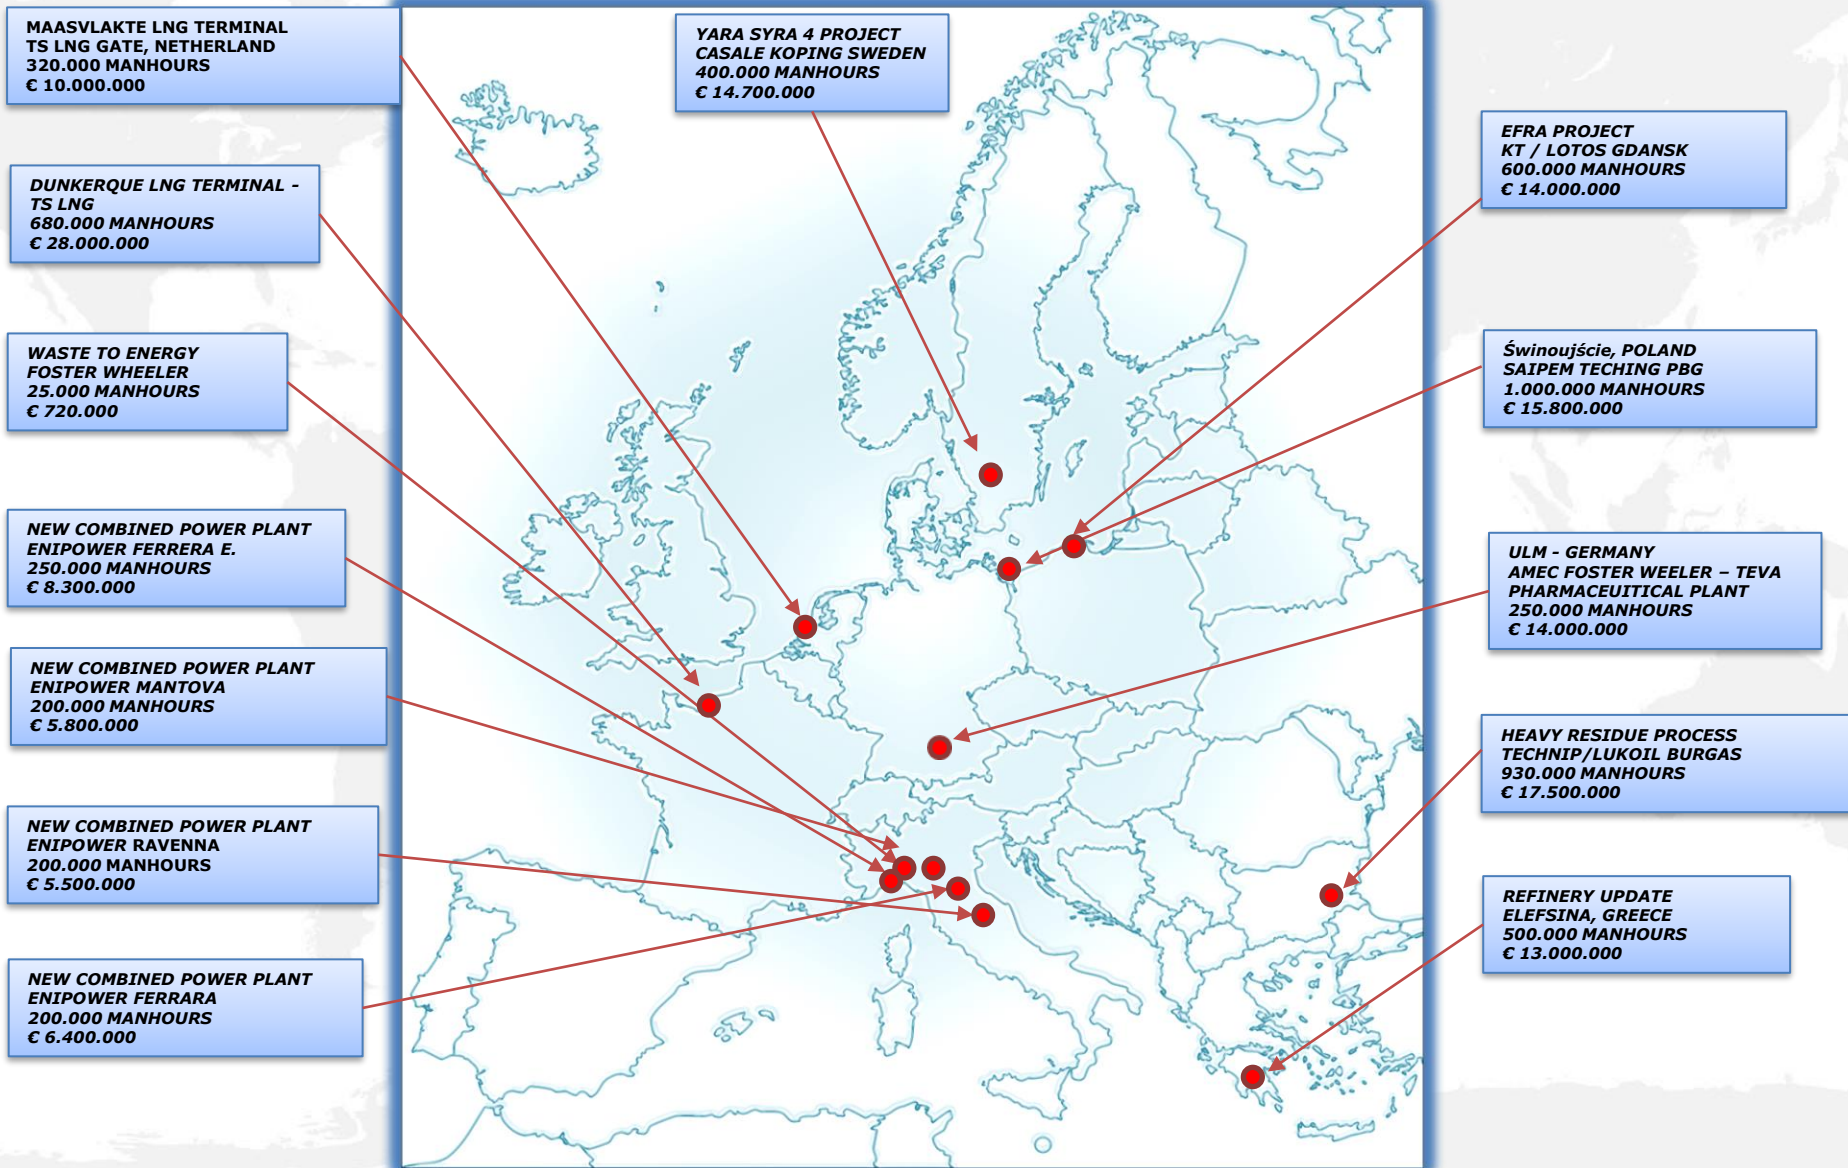 MAASVLAKTE LNG TERMINAL
TS LNG GATE, NETHERLAND
320.000 MANHOURS
€ 10.000.000
DUNKERQUE LNG TERMINAL -
TS LNG
680.000 MANHOURS
€ 28.000.000
WASTE TO ENERGY
FOSTER WHEELER
25.000 MANHOURS
€ 720.000
NEW COMBINED POWER PLANT
ENIPOWER FERRERA E.
250.000 MANHOURS
€ 8.300.000
NEW COMBINED POWER PLANT
ENIPOWER MANTOVA
200.000 MANHOURS
€ 5.800.000
NEW COMBINED POWER PLANT
ENIPOWER RAVENNA
200.000 MANHOURS
€ 5.500.000
NEW COMBINED POWER PLANT
ENIPOWER FERRARA
200.000 MANHOURS
€ 6.400.000
YARA SYRA 4 PROJECT
CASALE KOPING SWEDEN
400.000 MANHOURS
€ 14.700.000
EFRA PROJECT
KT / LOTOS GDANSK
600.000 MANHOURS
€ 14.000.000
Świnoujście, POLAND
SAIPEM TECHING PBG
1.000.000 MANHOURS
€ 15.800.000
ULM - GERMANY
AMEC FOSTER WEELER – TEVA
PHARMACEUITICAL PLANT
250.000 MANHOURS
€ 14.000.000
HEAVY RESIDUE PROCESS
TECHNIP/LUKOIL BURGAS
930.000 MANHOURS
€ 17.500.000
REFINERY UPDATE
ELEFSINA, GREECE
500.000 MANHOURS
€ 13.000.000